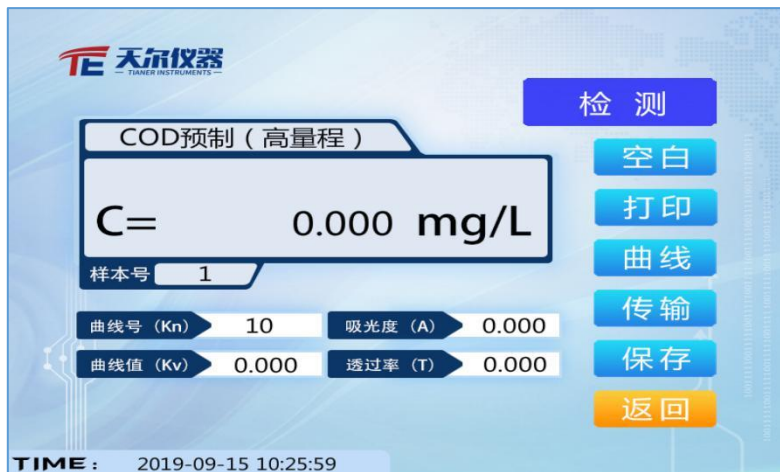 TE 天尔仪器
— TIANER INSTRUMENTS —
检 测
COD预制（高量程）
空白
C= 0.000 mg/L
打印
曲线
样本号 1
传输
曲线号（Kn） 10 吸光度（A） 0.000
保存
曲线值（Kv） 0.000 透过率（T） 0.000
返回
TIME： 2019-09-15 10:25:59